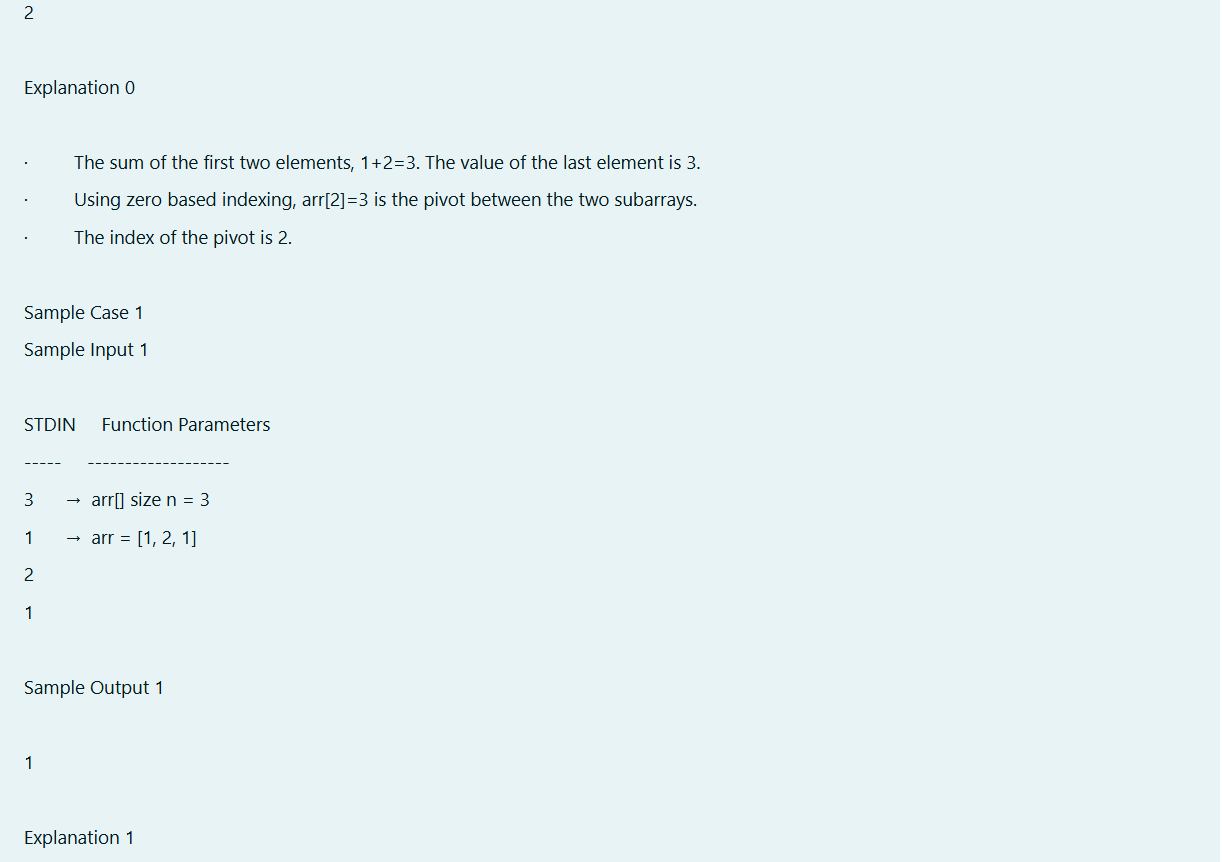 2
Explanation 0
· The sum of the first two elements, 1+2=3. The value of the last element is 3.
· Using zero based indexing, arr[2]=3 is the pivot between the two subarrays.
· The index of the pivot is 2.
Sample Case 1
Sample Input 1
STDIN Function Parameters
----- -------------------
3 → arr[] size n = 3
1 → arr = [1, 2, 1]
2
1
Sample Output 1
1
Explanation 1